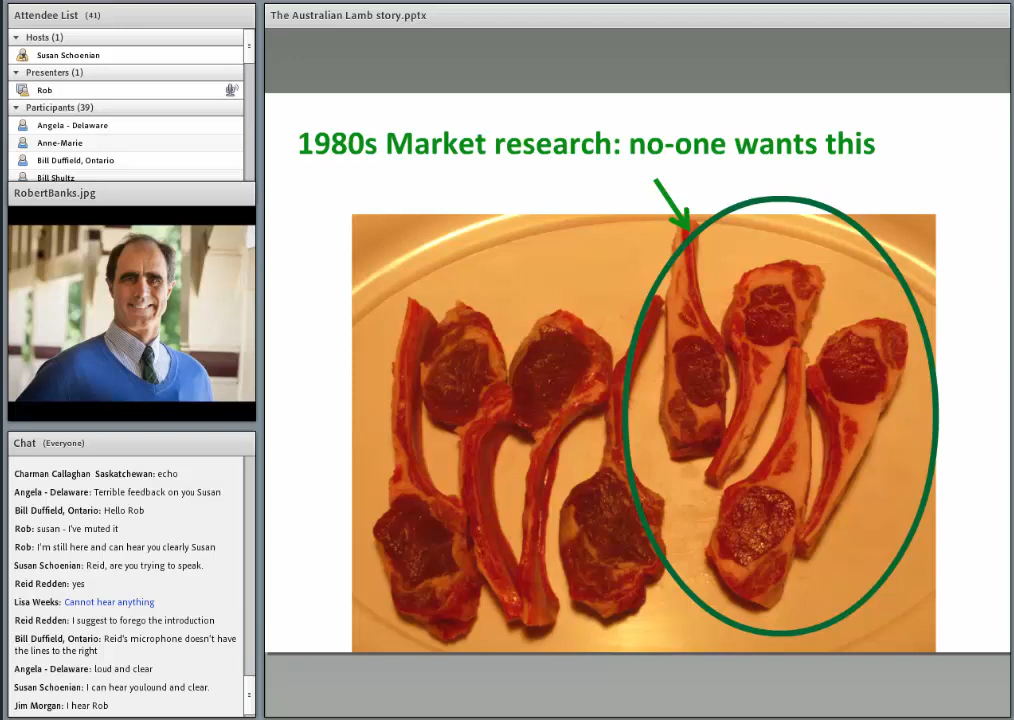 Attendee List (41)
Hosts (1)
Susan Schoenian
Presenters (1)
Rob
Participants (39)
Angela - Delaware
Anne-Marie
Bill Duffield, Ontario
Bill Shultz
RobertBanks.jpg
Chat (Everyone)
Charman Callaghan Saskatchewan: echo
Angela - Delaware: Terrible feedback on you Susan
Bill Duffield, Ontario: Hello Rob
Rob: susan - I've muted it
Rob: I'm still here and can hear you clearly Susan
Susan Schoenian: Reid, are you trying to speak.
Reid Redden: yes
Lisa Weeks: Cannot hear anything
Reid Redden: I suggest to forego the introduction
Bill Duffield, Ontario: Reid's microphone doesn't have
the lines to the right
Angela - Delaware: loud and clear
Susan Schoenian: I can hear youlound and clear.
Jim Morgan: I hear Rob
The Australian Lamb story.pptx
1980s Market research: no-one wants this